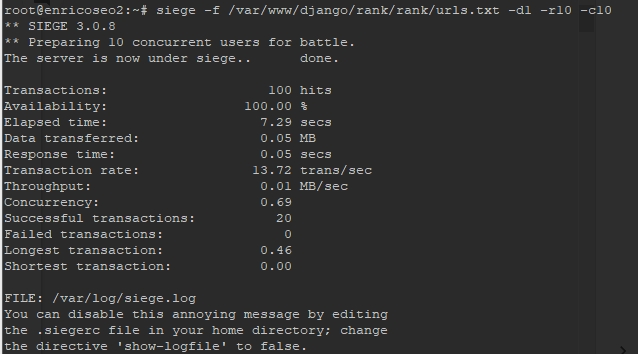 root@enricoseo2:~# siege -f /var/www/django/rank/rank/urls.txt -d1 -r10 -c10
** SIEGE 3.0.8
** Preparing 10 concurrent users for battle.
The server is now under siege..      done.
Transactions:                    100 hits
Availability:                 100.00 %
Elapsed time:                   7.29 secs
Data transferred:               0.05 MB
Response time:                  0.05 secs
Transaction rate:              13.72 trans/sec
Throughput:                     0.01 MB/sec
Concurrency:                    0.69
Successful transactions:          20
Failed transactions:               0
Longest transaction:            0.46
Shortest transaction:           0.00
FILE: /var/log/siege.log
You can disable this annoying message by editing
the .siegerc file in your home directory; change
the directive 'show-logfile' to false.